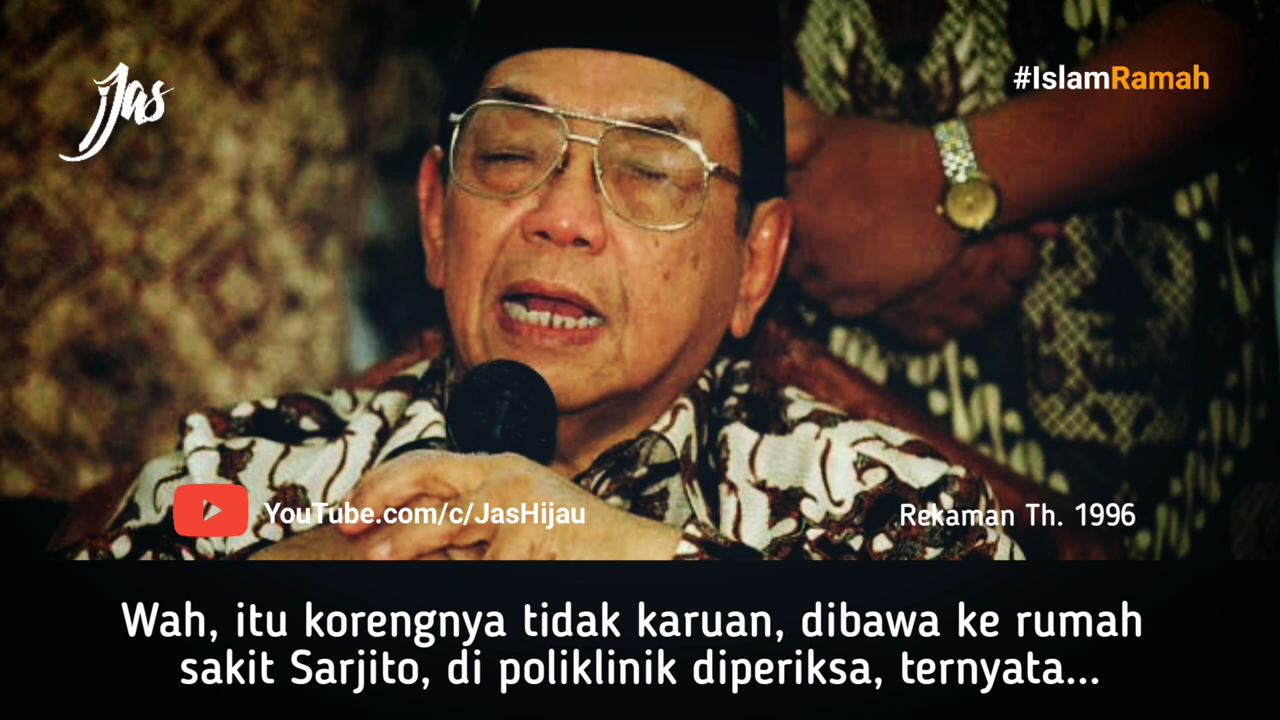 Jas
#IslamRamah
YouTube.com/c/JasHijau
Rekaman Th. 1996
Wah, itu korengnya tidak karuan, dibawa ke rumah
sakit Sarjito, di poliklinik diperiksa, ternyata...